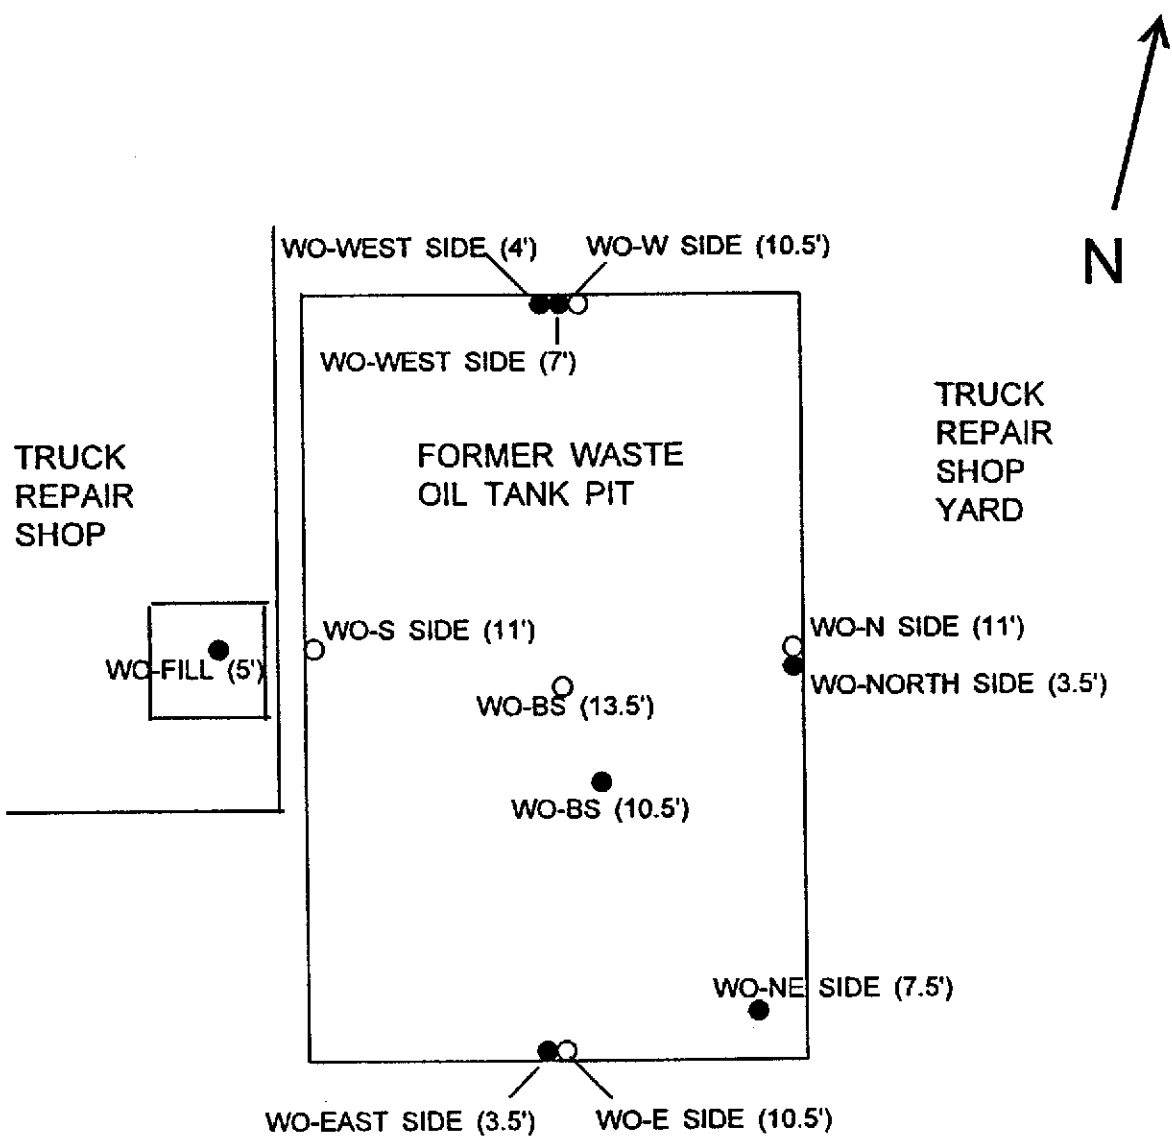 N
WO-WEST SIDE (4')
WO-W SIDE (10.5')
WO-WEST SIDE (7')
TRUCK
REPAIR
SHOP
YARD
FORMER WASTE
OIL TANK PIT
TRUCK
REPAIR
SHOP
WO-S SIDE (11')
WO-N SIDE (11')
WO-FILL (5')
WO-NORTH SIDE (3.5')
WO-BS (13.5')
WO-BS (10.5')
WO-NE SIDE (7.5')
WO-EAST SIDE (3.5')
WO-E SIDE (10.5')